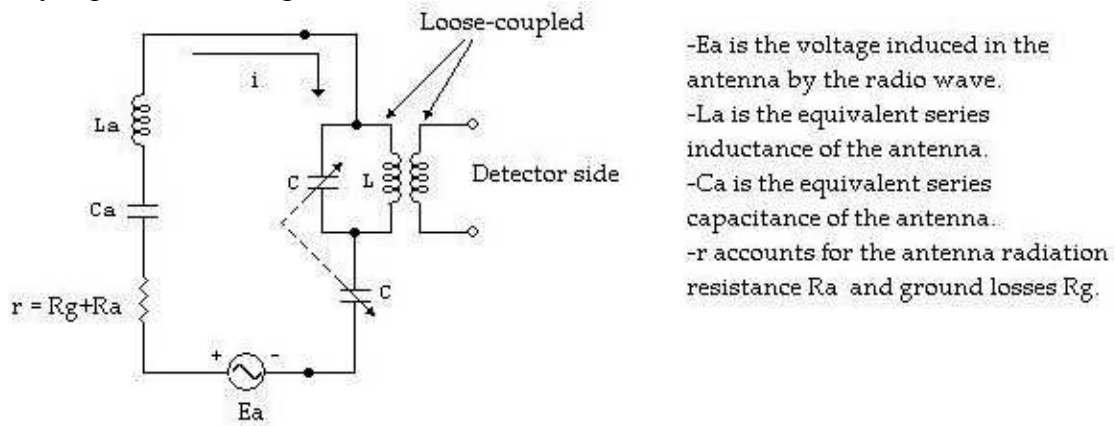 Loose-coupled
i
La
Ca
r = Rg+Ra
+ -
Ea
C
L
C
Detector side
-Ea is the voltage induced in the
antenna by the radio wave.
-La is the equivalent series
inductance of the antenna.
-Ca is the equivalent series
capacitance of the antenna.
-r accounts for the antenna radiation
resistance Ra and ground losses Rg.